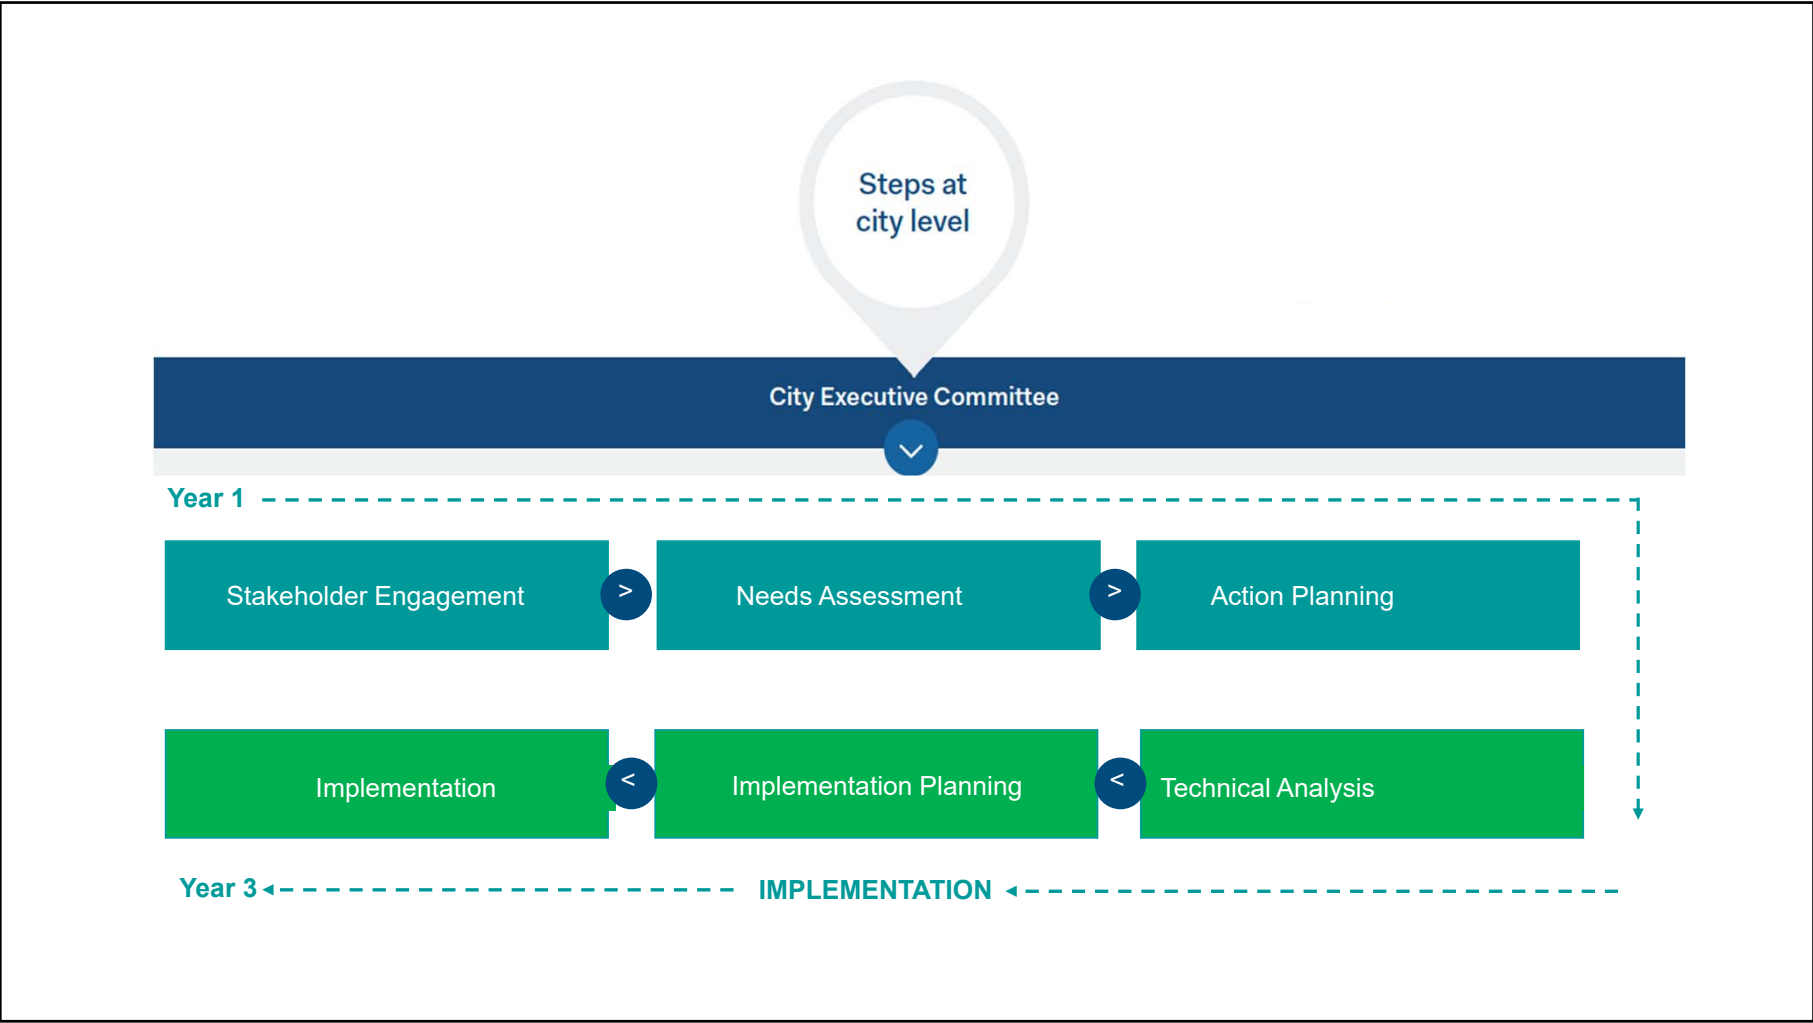 Steps at
city level
City Executive Committee
Year 1
Stakeholder Engagement > Needs Assessment > Action Planning
Implementation < Implementation Planning < Technical Analysis
Year 3 IMPLEMENTATION